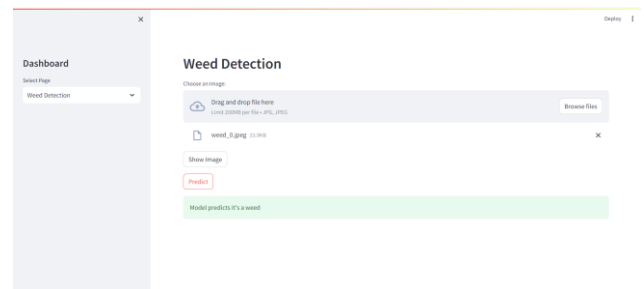 Deploy
Dashboard
Select Page
Weed Detection
Weed Detection
Choose an Image:
Drag and drop file here
Limit 200MB per file • JPG, JPEG
Browse files
weed_0.jpeg
Show Image
Predict
Model predicts it's a weed